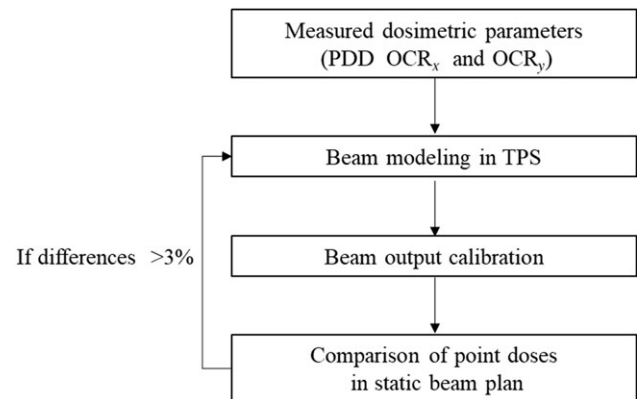 Measured dosimetric parameters
(PDD OCRx and OCRy)
Beam modeling in TPS
If differences >3%
Beam output calibration
Comparison of point doses
in static beam plan